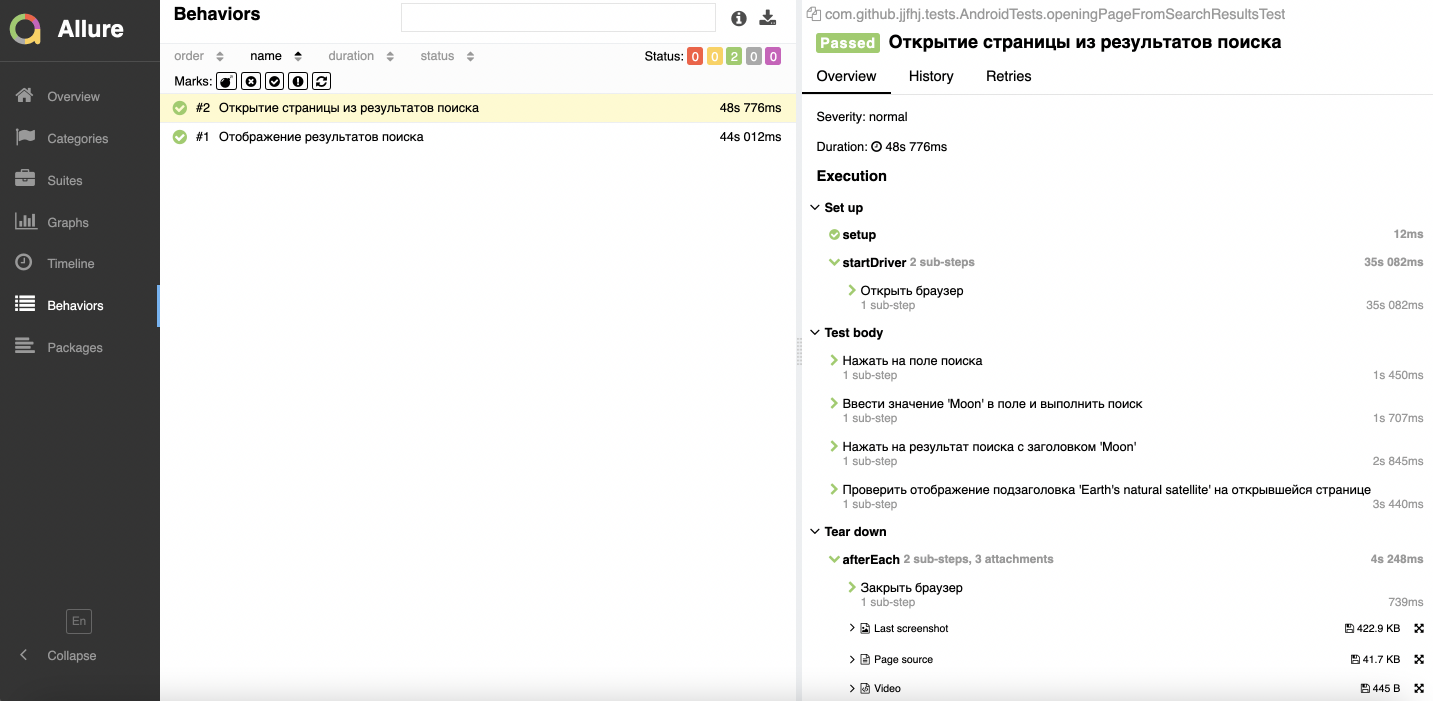 Allure
Overview
Categories
Suites
Graphs
Timeline
Behaviors
Packages
En
Collapse
Behaviors
order name duration status Status: 0 0 2 0 0
Marks:
#2 Открытие страницы из результатов поиска 48s 776ms
#1 Отображение результатов поиска 44s 012ms
com.github.jjfhj.tests.AndroidTests.openingPageFromSearchResultsTest
Passed Открытие страницы из результатов поиска
Overview History Retries
Severity: normal
Duration: 48s 776ms
Execution
Set up
setup 12ms
startDriver 2 sub-steps 35s 082ms
Открыть браузер
1 sub-step 35s 082ms
Test body
Нажать на поле поиска
1 sub-step 1s 450ms
Ввести значение 'Moon' в поле и выполнить поиск
1 sub-step 1s 707ms
Нажать на результат поиска с заголовком 'Moon'
1 sub-step 2s 845ms
Проверить отображение подзаголовка 'Earth's natural satellite' на открывшейся странице
1 sub-step 3s 440ms
Tear down
afterEach 2 sub-steps, 3 attachments 4s 248ms
Закрыть браузер
1 sub-step 739ms
Last screenshot 422.9 KB
Page source 41.7 KB
Video 445 B